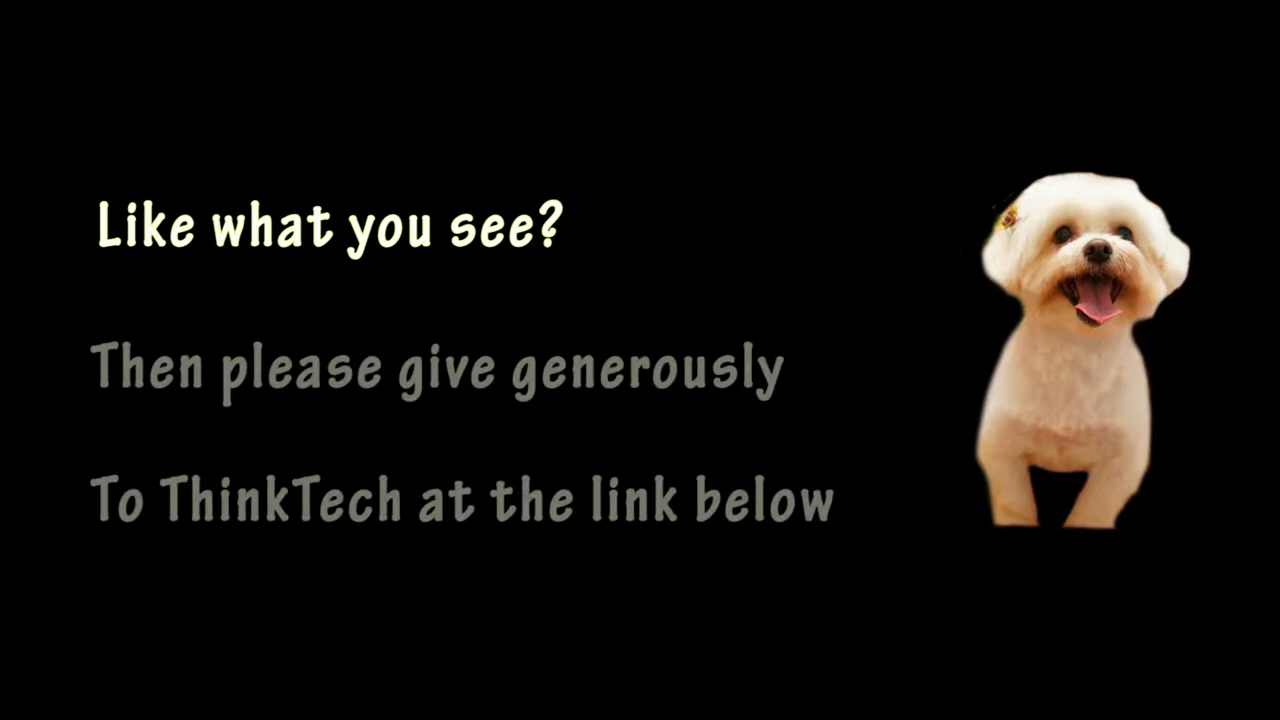 Like what you see?
Then please give generously
To ThinkTech at the link below